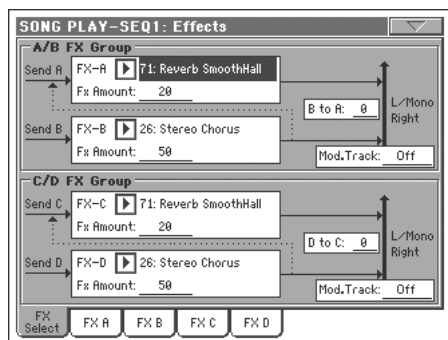 SONG PLAY-SEQ1: Effects
A/B FX Group
Send A
FX-A 71: Reverb SmoothHall
Fx Amount: 20
B to A: 0
L/Mono
Right
Send B
FX-B 26: Stereo Chorus
Fx Amount: 50
Mod.Track: Off
C/D FX Group
Send C
FX-C 71: Reverb SmoothHall
Fx Amount: 20
D to C: 0
L/Mono
Right
Send D
FX-D 26: Stereo Chorus
Fx Amount: 50
Mod.Track: Off
FX Select
FX A
FX B
FX C
FX D